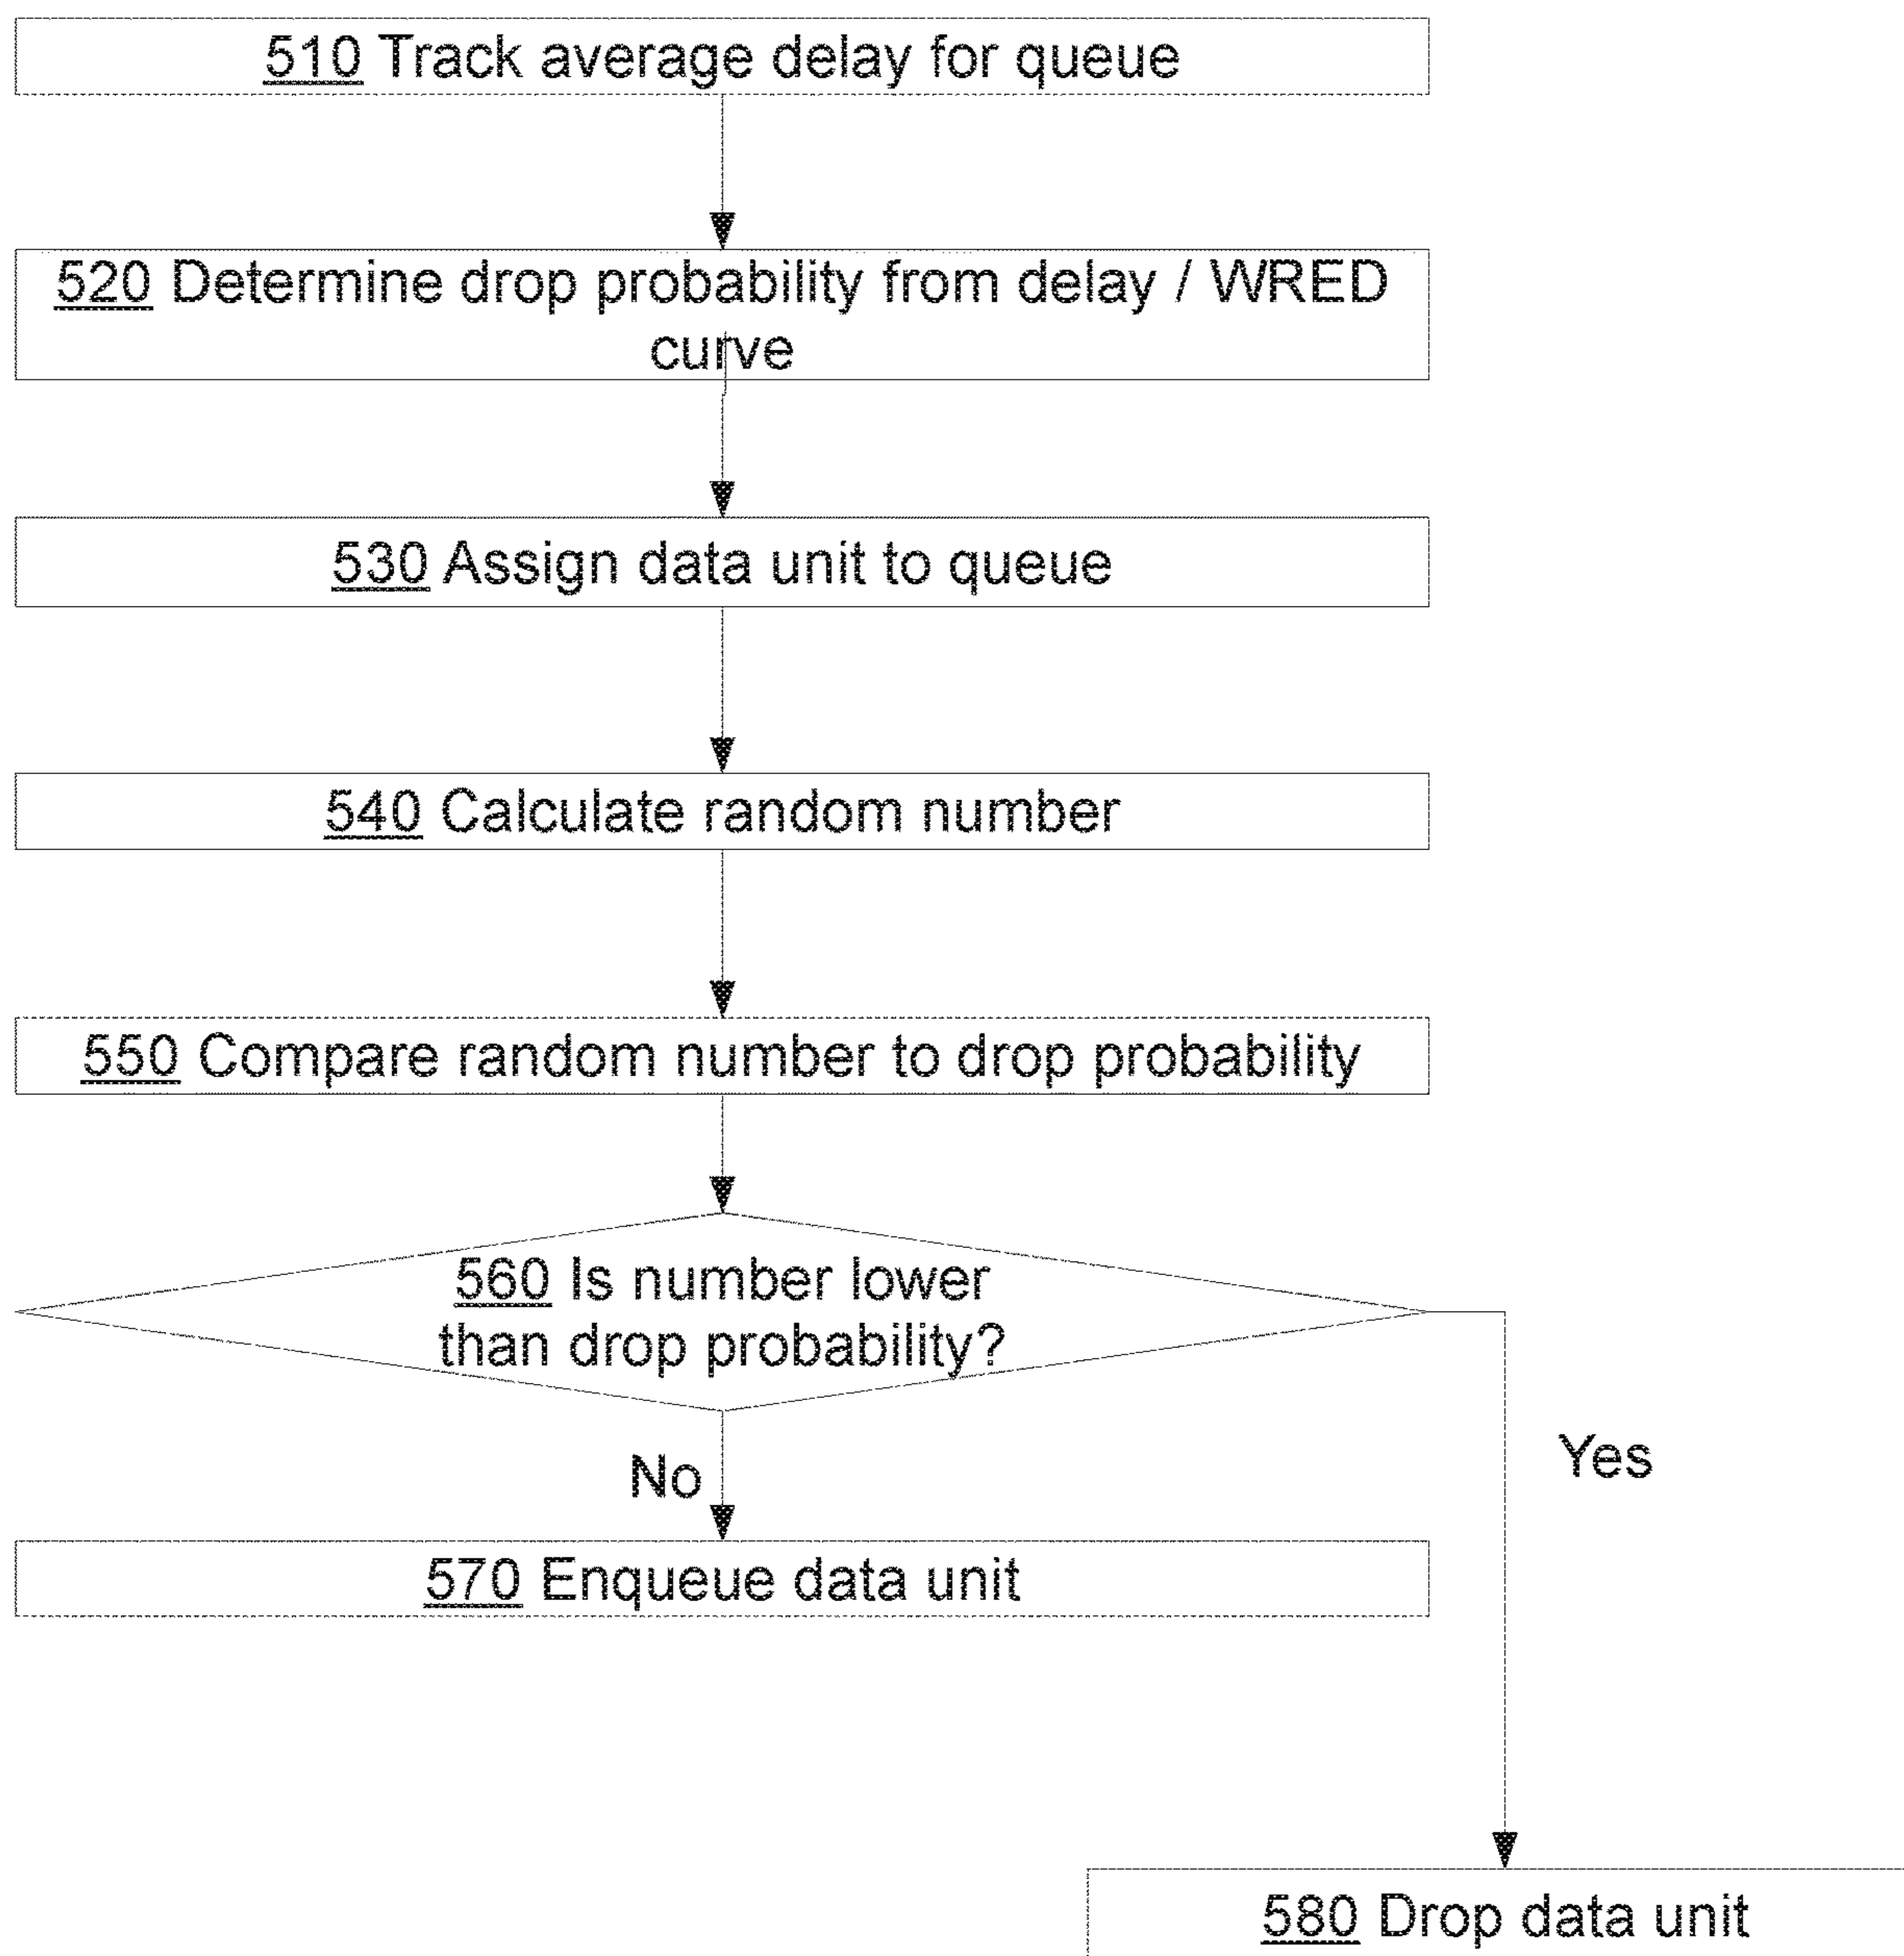 510 Track average delay for queue
520 Determine drop probability from delay / WRED
curve
530 Assign data unit to queue
540 Calculate random number
550 Compare random number to drop probability
560 Is number lower
than drop probability?
Yes
No
570 Enqueue data unit
580 Drop data unit